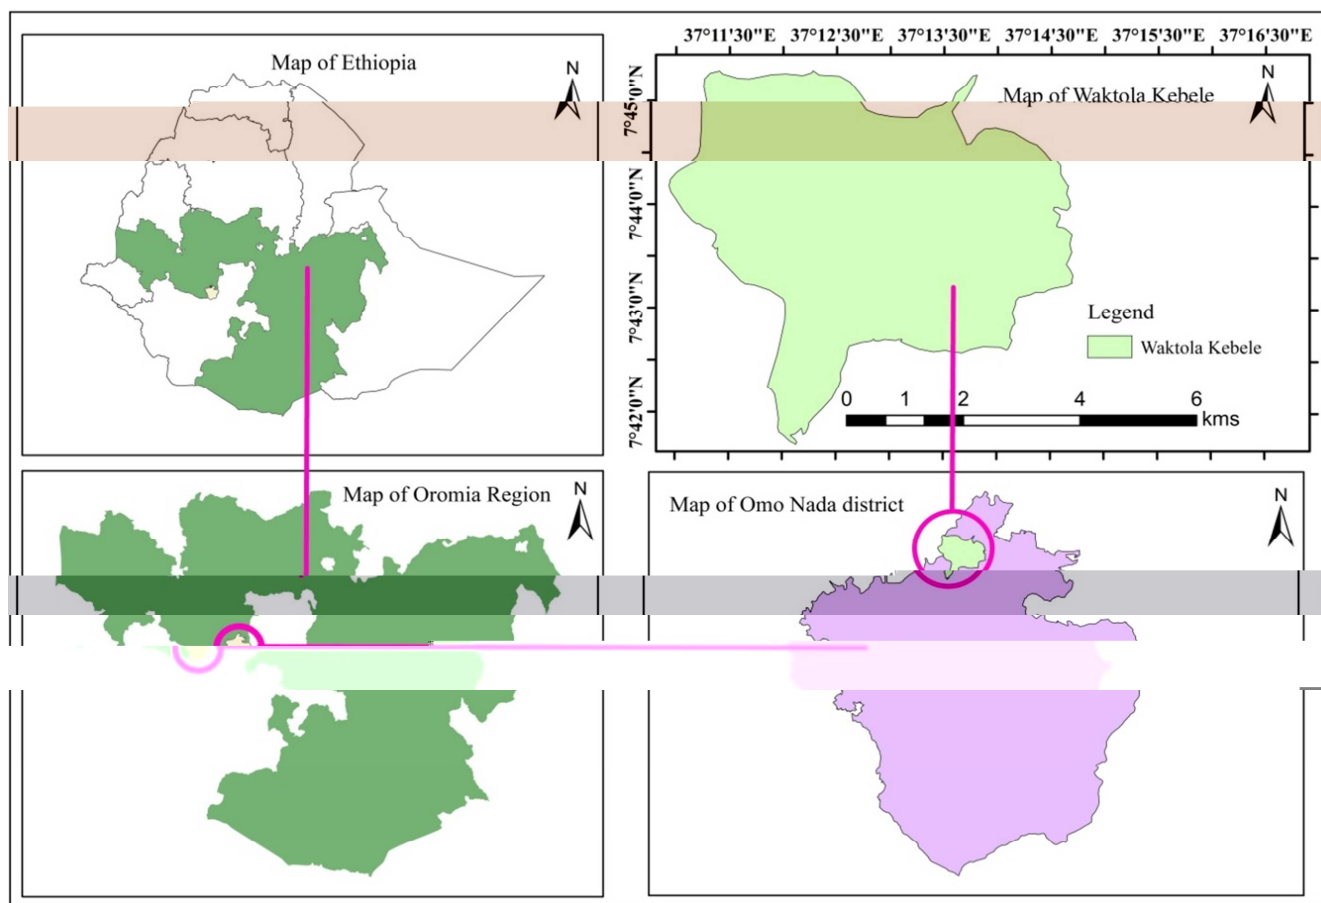 Map of Ethiopia
N
37°11'30"E 37°12'30"E 37°13'30"E 37°14'30"E 37°15'30"E 37°16'30"E
Map of Waktola Kebele
N
7°45'0"N
7°44'0"N
7°43'0"N
7°42'0"N
Legend
Waktola Kebele
0 1 2 4 6
kms
Map of Oromia Region
N
Map of Omo Nada district
N